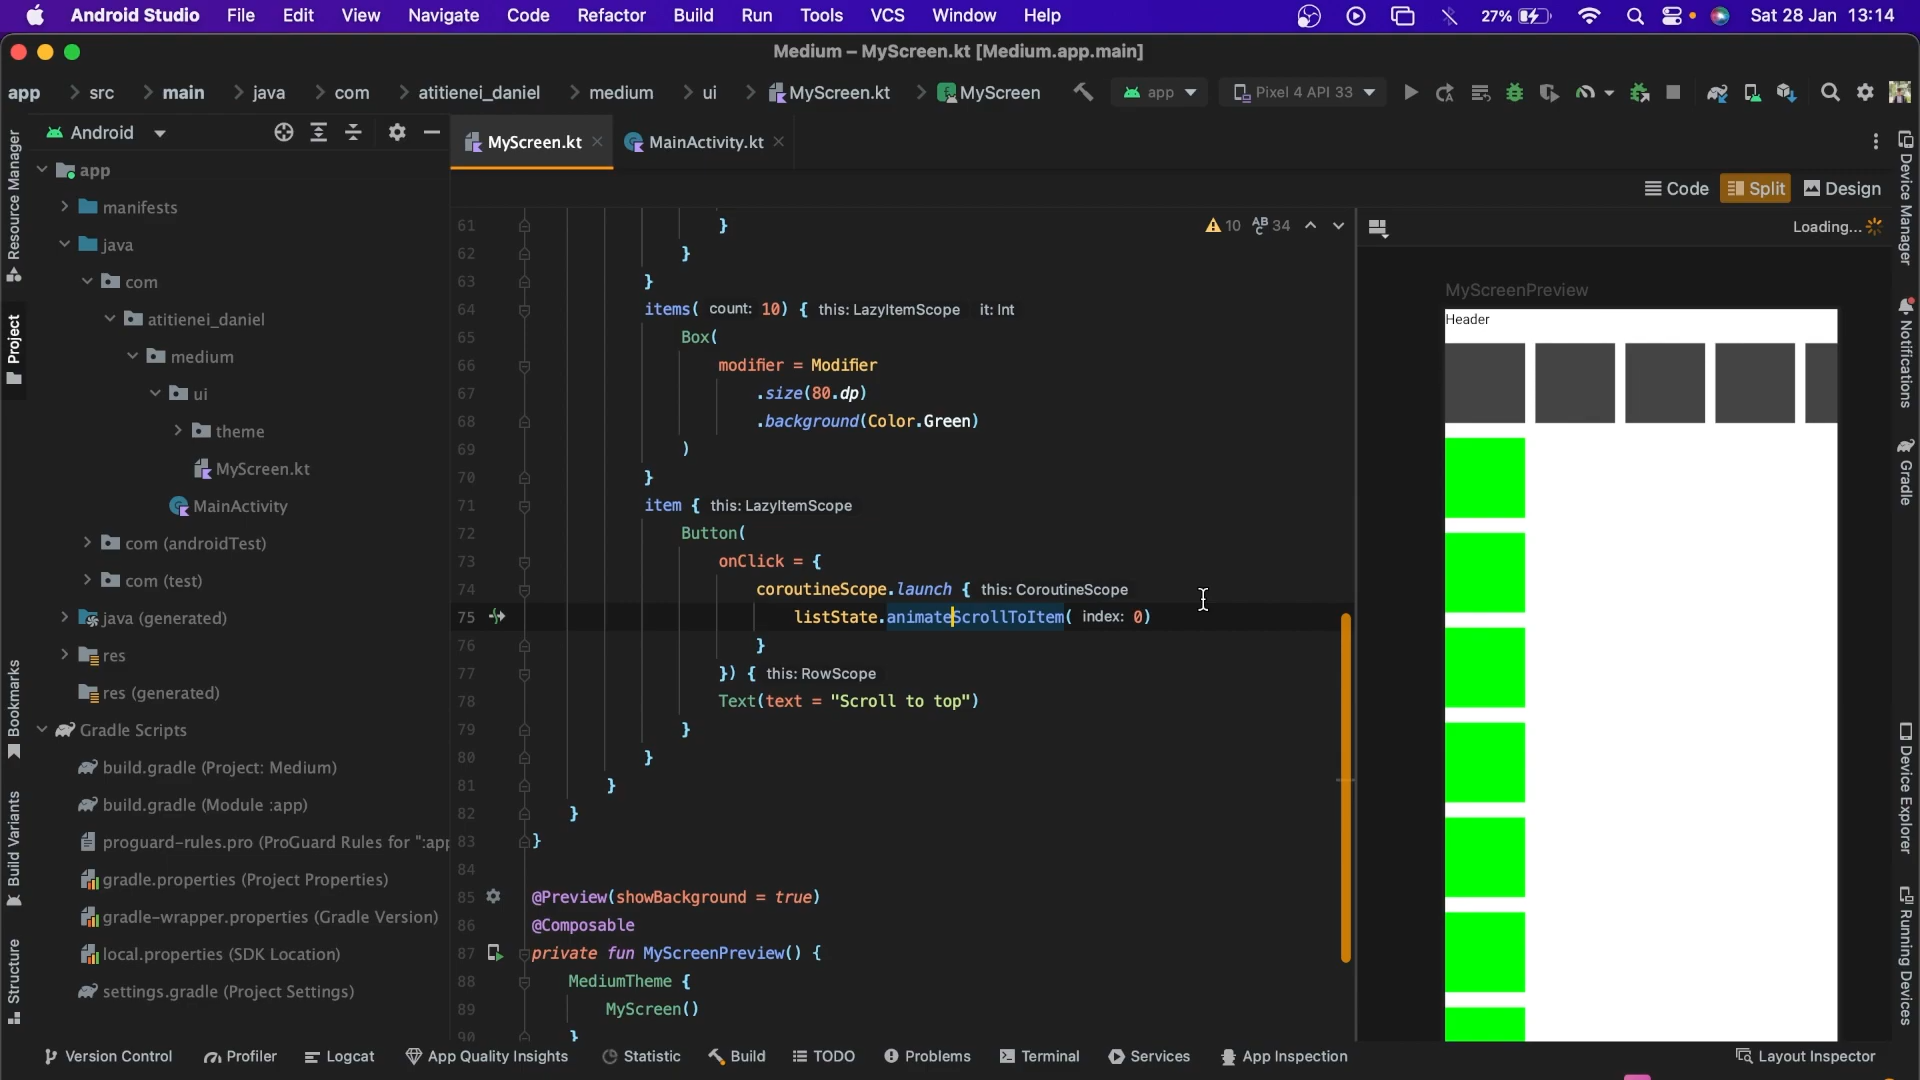 Android Studio File Edit View Navigate Code Refactor Build Run Tools VCS Window Help 27% Sat 28 Jan 13:14
Medium – MyScreen.kt [Medium.app.main]
app src main java com atitienei_daniel medium ui MyScreen.kt MyScreen app Pixel 4 API 33
Android
MyScreen.kt MainActivity.kt
Code Split Design
Resource Manager
Project
Bookmarks
Build Variants
Structure
app
manifests
java
com
atitienei_daniel
medium
ui
theme
MyScreen.kt
MainActivity
com (androidTest)
com (test)
java (generated)
res
res (generated)
Gradle Scripts
build.gradle (Project: Medium)
build.gradle (Module :app)
proguard-rules.pro (ProGuard Rules for ":app
gradle.properties (Project Properties)
gradle-wrapper.properties (Gradle Version)
local.properties (SDK Location)
settings.gradle (Project Settings)
10 34
61 }
62 }
63 }
64 items( count: 10) { this: LazyItemScope it: Int
65 Box(
66 modifier = Modifier
67 .size(80.dp)
68 .background(Color.Green)
69 )
70 }
71 item { this: LazyItemScope
72 Button(
73 onClick = {
74 coroutineScope.launch { this: CoroutineScope
75 listState.animateScrollToItem( index: 0)
76 }
77 }) { this: RowScope
78 Text(text = "Scroll to top")
79 }
80 }
81 }
82 }
83 }
84
85 @Preview(showBackground = true)
86 @Composable
87 private fun MyScreenPreview() {
88 MediumTheme {
89 MyScreen()
90 }
Loading...
MyScreenPreview
Header
Device Manager
Notifications
Gradle
Device Explorer
Running Devices
Version Control Profiler Logcat App Quality Insights Statistic Build TODO Problems Terminal Services App Inspection Layout Inspector